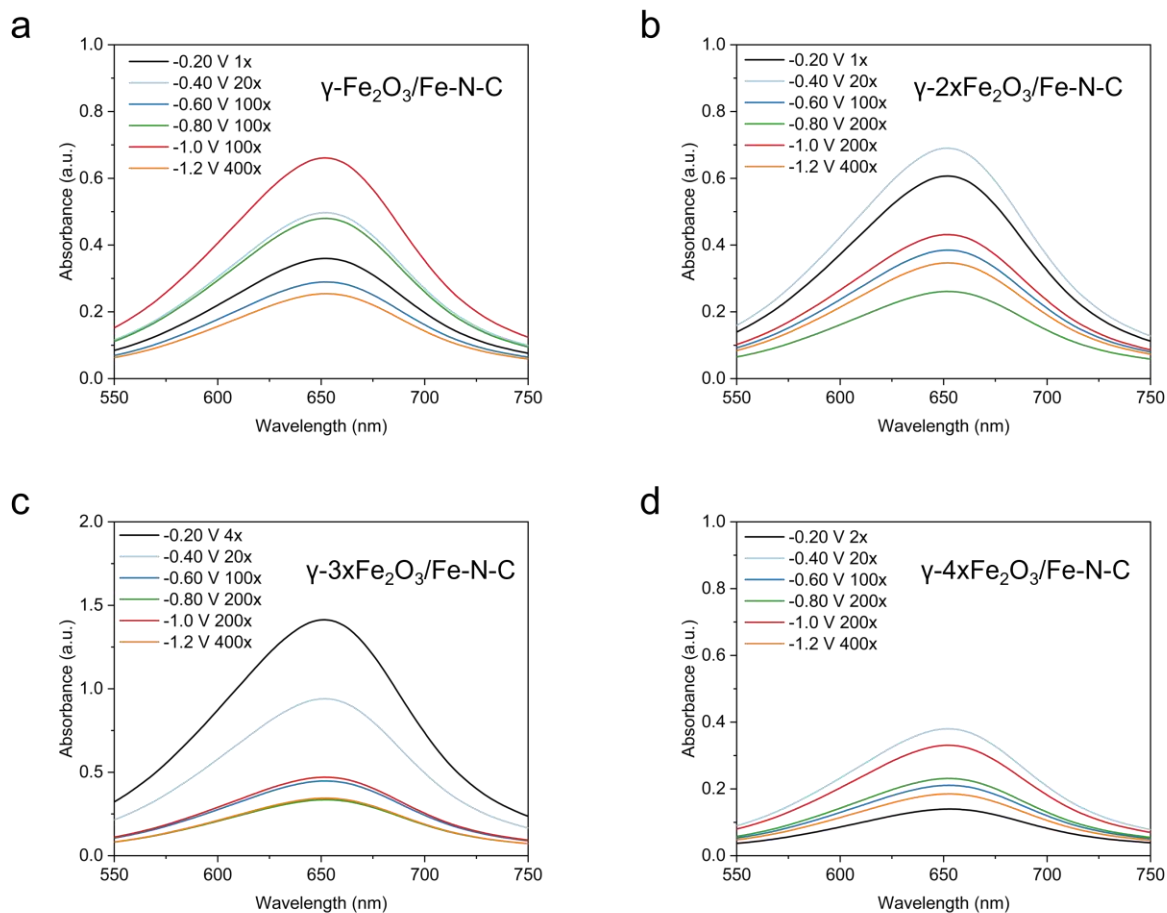 a
1.0
0.8
0.6
0.4
0.2
0.0
-0.20 V 1x
-0.40 V 20x
-0.60 V 100x
-0.80 V 100x
-1.0 V 100x
-1.2 V 400x
γ-Fe₂O₃/Fe-N-C
Absorbance (a.u.)
550 600 650 700 750
Wavelength (nm)
b
1.0
0.8
0.6
0.4
0.2
0.0
-0.20 V 1x
-0.40 V 20x
-0.60 V 100x
-0.80 V 200x
-1.0 V 200x
-1.2 V 400x
γ-2xFe₂O₃/Fe-N-C
Absorbance (a.u.)
550 600 650 700 750
Wavelength (nm)
c
2.0
1.5
1.0
0.5
0.0
-0.20 V 4x
-0.40 V 20x
-0.60 V 100x
-0.80 V 200x
-1.0 V 200x
-1.2 V 400x
γ-3xFe₂O₃/Fe-N-C
Absorbance (a.u.)
550 600 650 700 750
Wavelength (nm)
d
1.0
0.8
0.6
0.4
0.2
0.0
-0.20 V 2x
-0.40 V 20x
-0.60 V 100x
-0.80 V 200x
-1.0 V 200x
-1.2 V 400x
γ-4xFe₂O₃/Fe-N-C
Absorbance (a.u.)
550 600 650 700 750
Wavelength (nm)